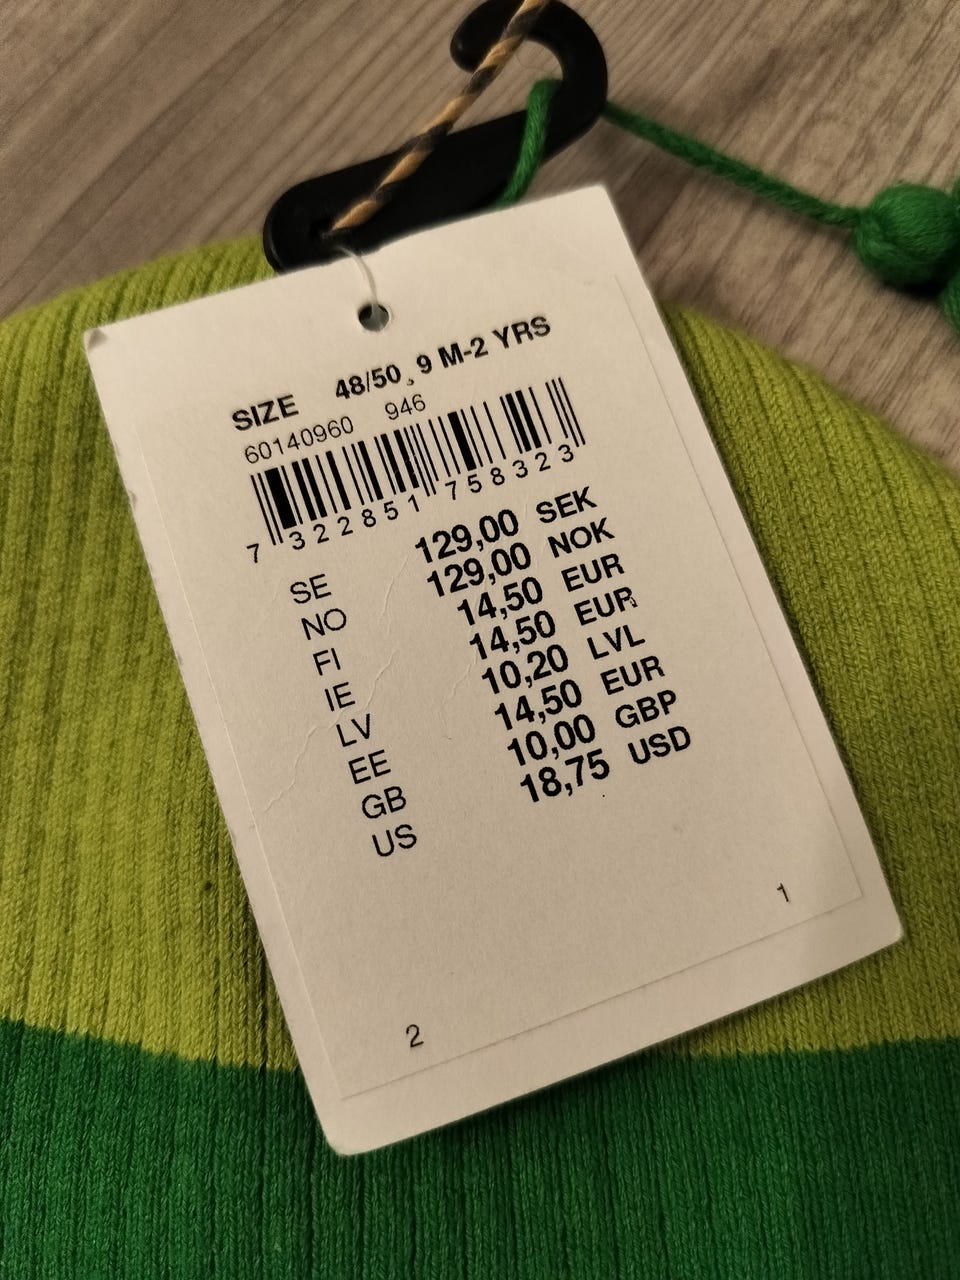 SIZE 48/50, 9 M-2 YRS
60140960 946
7 322851 758323
SE 129,00 SEK
NO 129,00 NOK
FI 14,50 EUR
IE 14,50 EUR
LV 10,20 LVL
EE 14,50 EUR
GB 10,00 GBP
US 18,75 USD
1
2